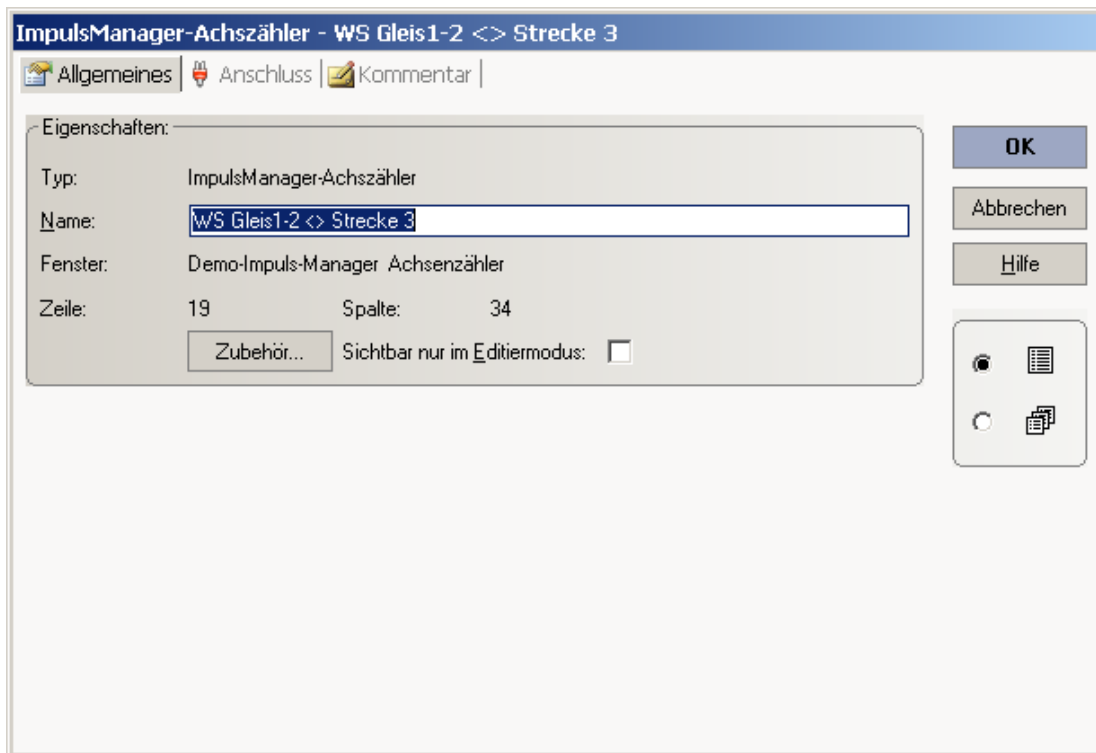 ImpulsManager-Achszähler - WS Gleis1-2 <> Strecke 3
Allgemeines Anschluss Kommentar
Eigenschaften:
Typ: ImpulsManager-Achszähler
Name: WS Gleis1-2 <> Strecke 3
Fenster: Demo-Impuls-Manager Achsenzähler
Zeile: 19 Spalte: 34
Zubehör... Sichtbar nur im Editiermodus:
OK
Abbrechen
Hilfe